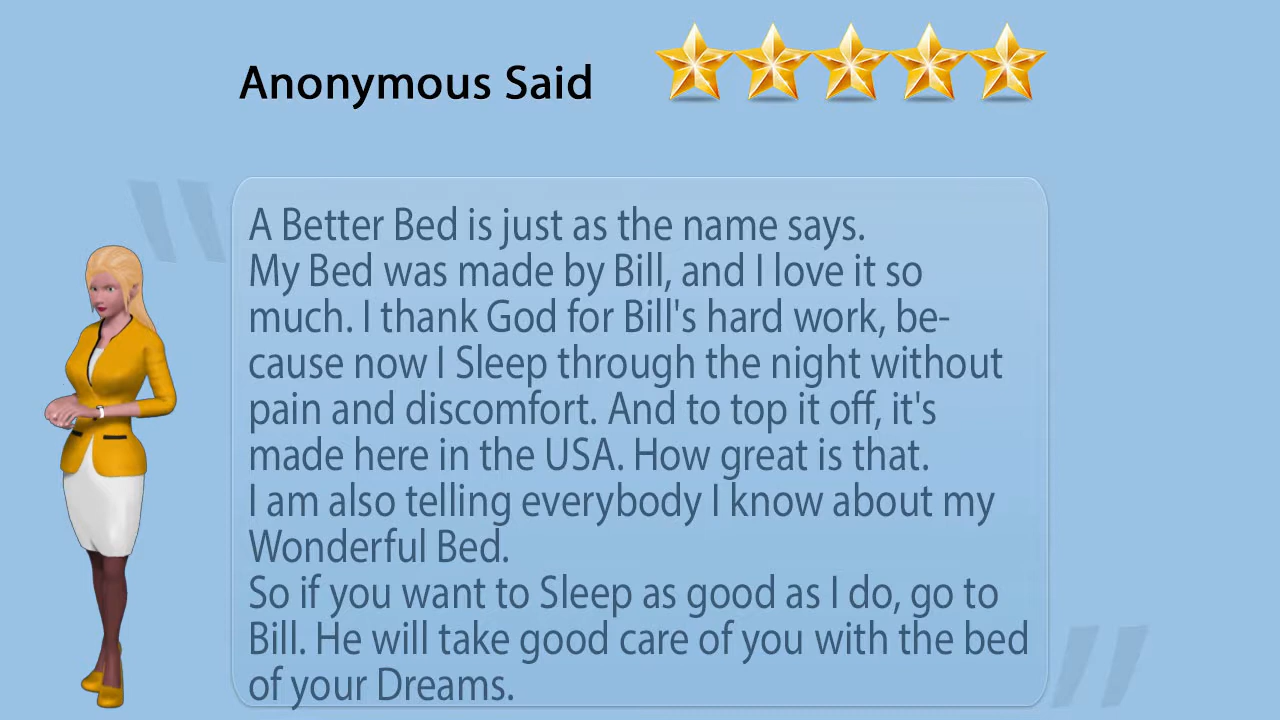 Anonymous Said
A Better Bed is just as the name says.
My Bed was made by Bill, and I love it so
much. I thank God for Bill's hard work, be-
cause now I Sleep through the night without
pain and discomfort. And to top it off, it's
made here in the USA. How great is that.
I am also telling everybody I know about my
Wonderful Bed.
So if you want to Sleep as good as I do, go to
Bill. He will take good care of you with the bed
of your Dreams.